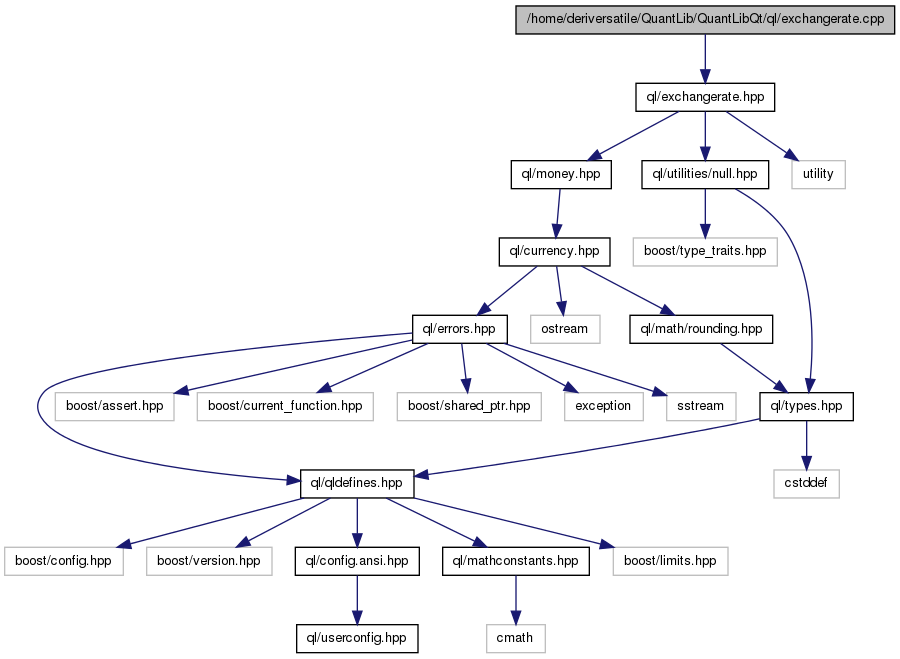 /home/deriversatile/QuantLib/QuantLibQt/ql/exchangerate.cpp
ql/exchangerate.hpp
ql/money.hpp
ql/utilities/null.hpp
utility
ql/currency.hpp
boost/type_traits.hpp
ql/errors.hpp
ostream
ql/math/rounding.hpp
boost/assert.hpp
boost/current_function.hpp
boost/shared_ptr.hpp
exception
sstream
ql/types.hpp
ql/qldefines.hpp
cstddef
boost/config.hpp
boost/version.hpp
ql/config.ansi.hpp
ql/mathconstants.hpp
boost/limits.hpp
ql/userconfig.hpp
cmath